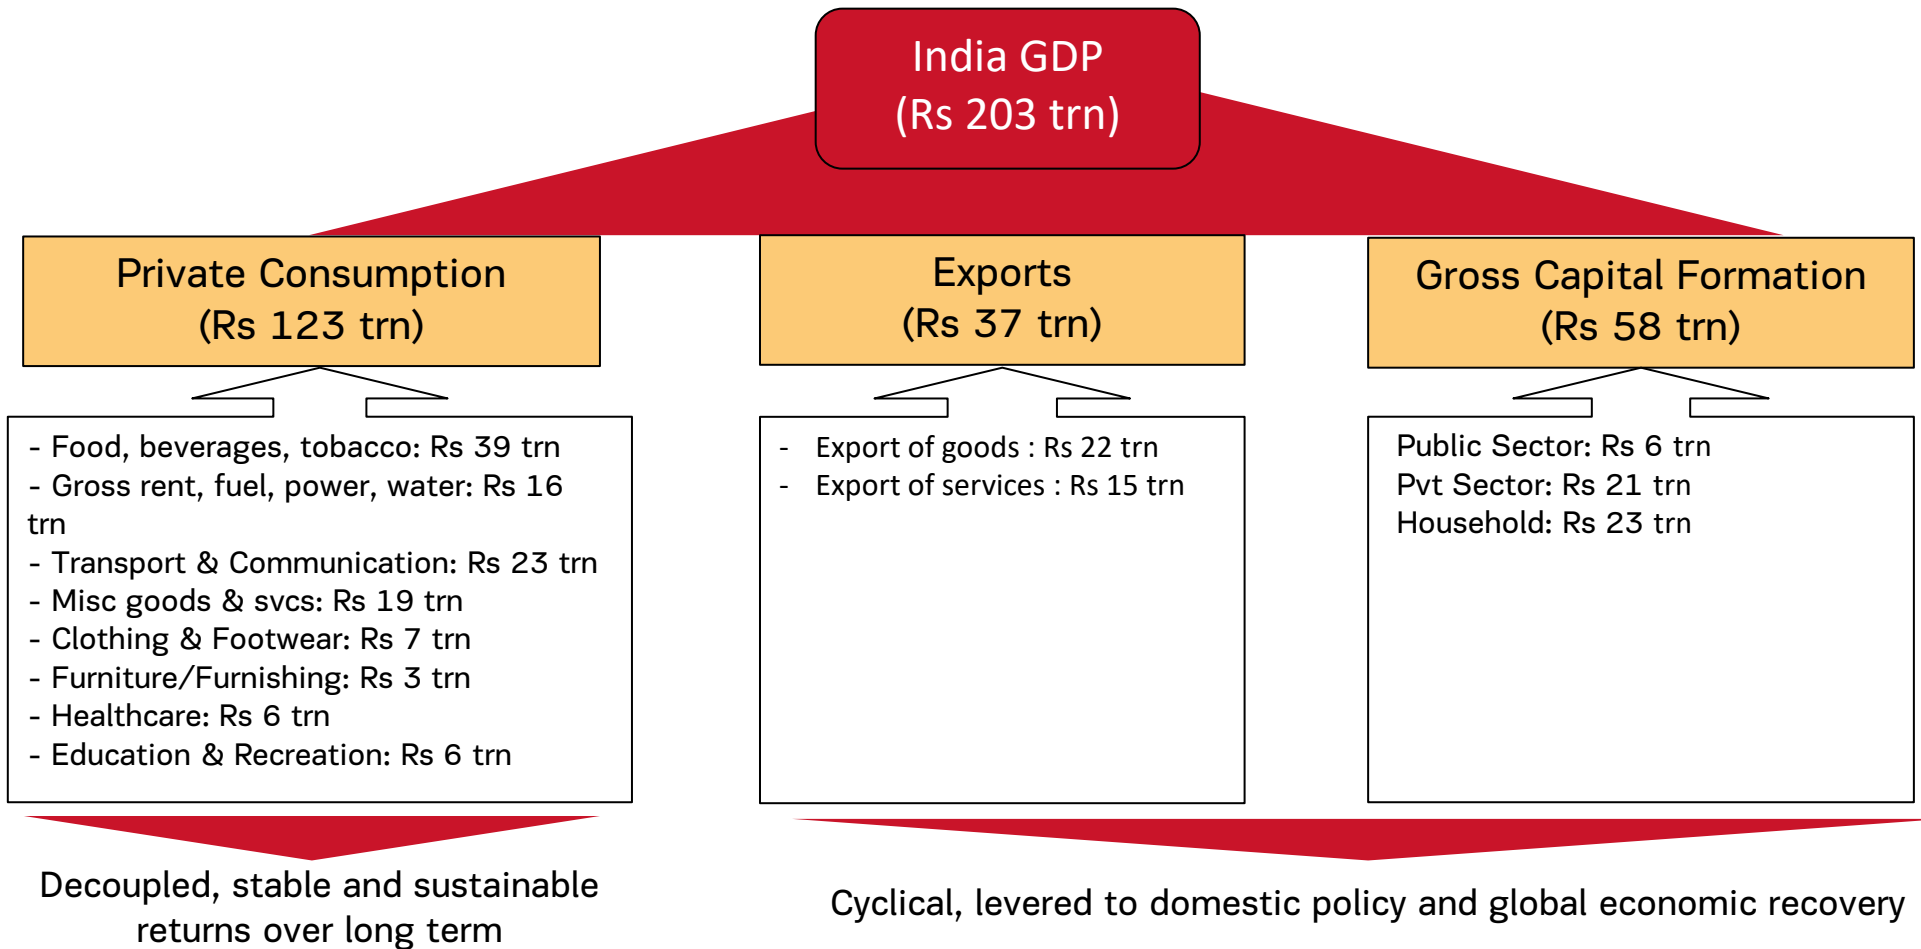 India GDP
(Rs 203 trn)
Private Consumption
(Rs 123 trn)
Exports
(Rs 37 trn)
Gross Capital Formation
(Rs 58 trn)
- Food, beverages, tobacco: Rs 39 trn
- Gross rent, fuel, power, water: Rs 16
trn
- Transport & Communication: Rs 23 trn
- Misc goods & svcs: Rs 19 trn
- Clothing & Footwear: Rs 7 trn
- Furniture/Furnishing: Rs 3 trn
- Healthcare: Rs 6 trn
- Education & Recreation: Rs 6 trn
- Export of goods : Rs 22 trn
- Export of services : Rs 15 trn
Public Sector: Rs 6 trn
Pvt Sector: Rs 21 trn
Household: Rs 23 trn
Decoupled, stable and sustainable
returns over long term
Cyclical, levered to domestic policy and global economic recovery